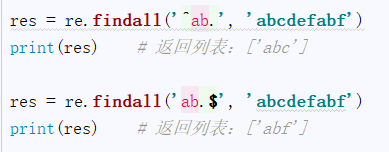 res = re.findall('^ab.', 'abcdefabf')
print(res)    # 返回列表：['abc']
res = re.findall('ab.$', 'abcdefabf')
print(res)    # 返回列表：['abf']